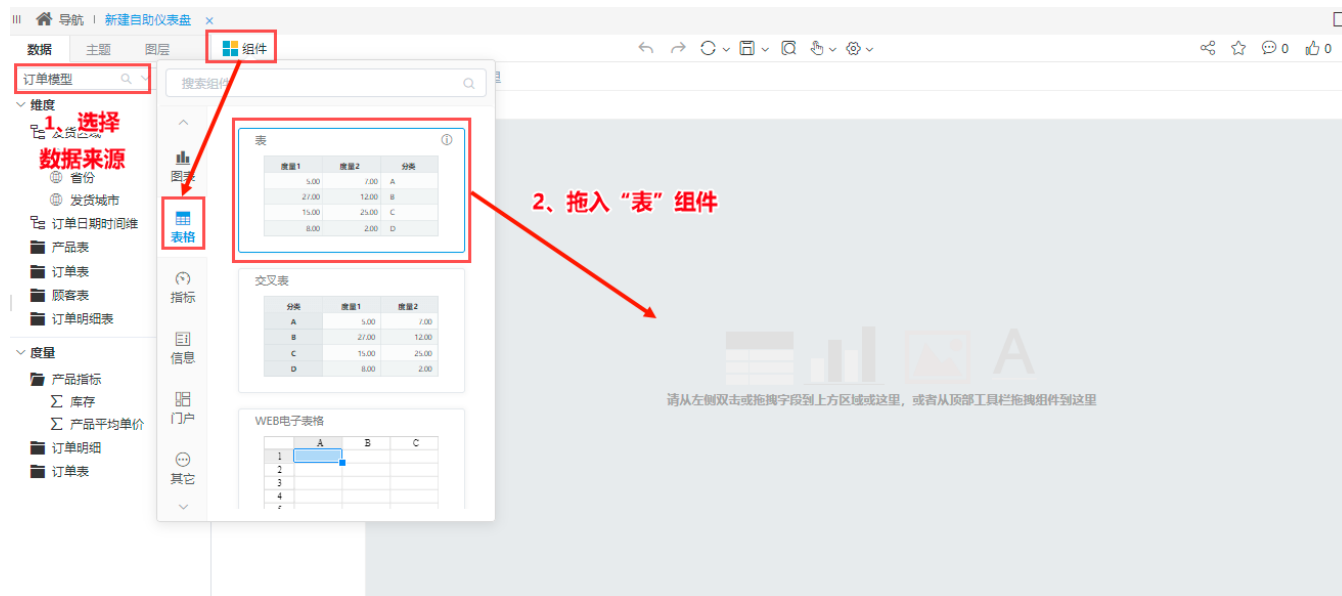 导航 新建自助仪表盘 ×
数据 主题 图层 组件 0 0
订单模型 搜索组件
维度
1、选择
数据来源
省份
发货城市
订单日期时间维
产品表
订单表
顾客表
订单明细表
度量
产品指标
库存
产品平均单价
订单明细
订单表
图表
表格
指标
信息
门户
其它
表
度量1 度量2 分类
5.00 7.00 A
27.00 12.00 B
15.00 25.00 C
8.00 2.00 D
交叉表
分类 度量1 度量2
A 5.00 7.00
B 27.00 12.00
C 15.00 25.00
D 8.00 2.00
WEB电子表格
A B C
1
2
3
4
2、拖入“表”组件
A
请从左侧双击或拖拽字段到上方区域或这里，或者从顶部工具栏拖拽组件到这里